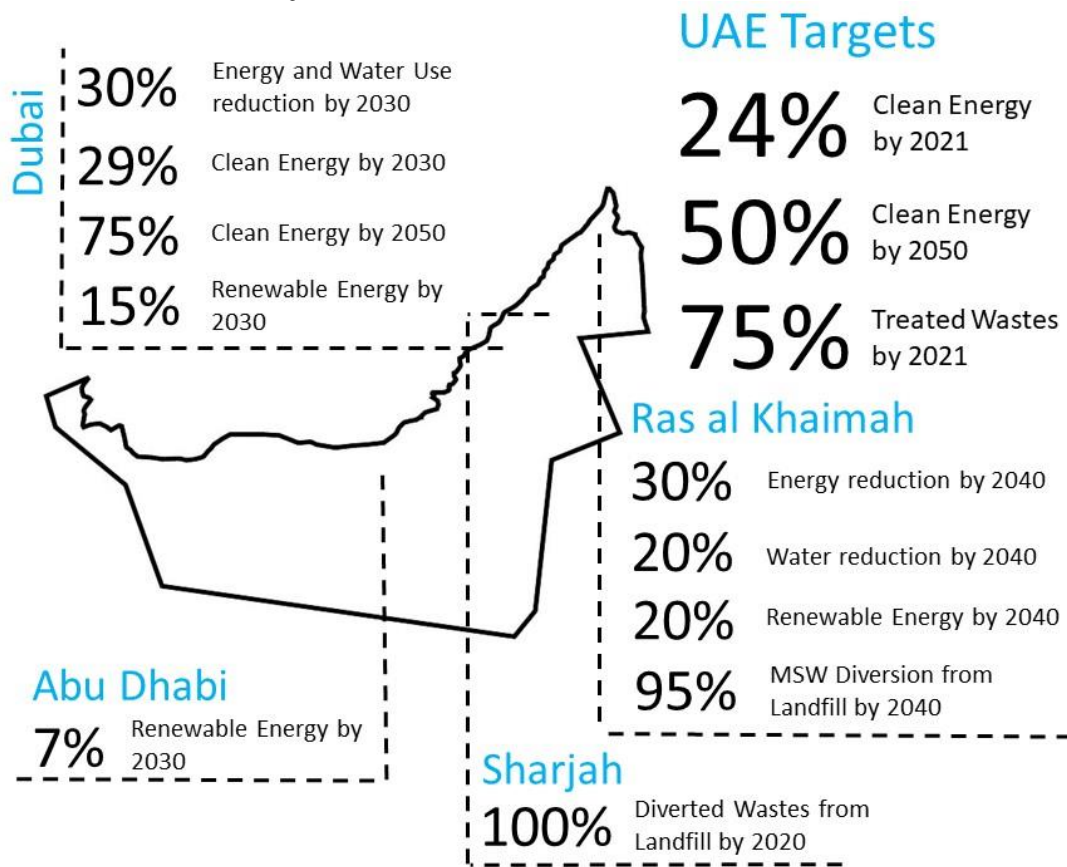 Dubai
30% Energy and Water Use
reduction by 2030
29% Clean Energy by 2030
75% Clean Energy by 2050
15% Renewable Energy by
2030
UAE Targets
24% Clean Energy
by 2021
50% Clean Energy
by 2050
75% Treated Wastes
by 2021
Ras al Khaimah
30% Energy reduction by 2040
20% Water reduction by 2040
20% Renewable Energy by 2040
95% MSW Diversion from
Landfill by 2040
Abu Dhabi
7% Renewable Energy by
2030
Sharjah
100% Diverted Wastes from
Landfill by 2020